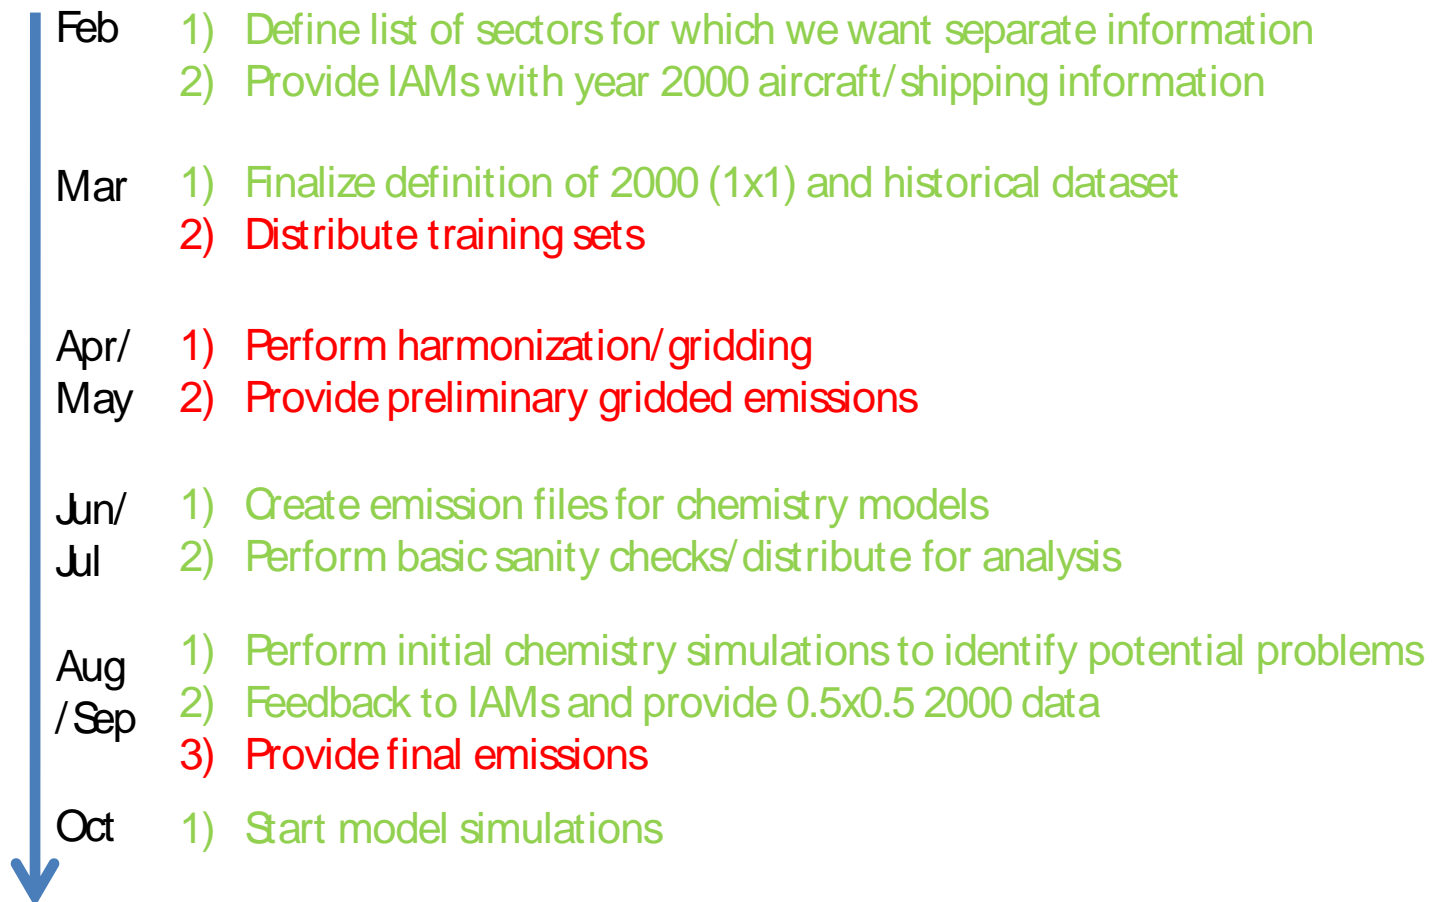 Feb 1) Define list of sectors for which we want separate information
2) Provide IAMs with year 2000 aircraft/shipping information
Mar 1) Finalize definition of 2000 (1x1) and historical dataset
2) Distribute training sets
Apr/ 1) Perform harmonization/gridding
May 2) Provide preliminary gridded emissions
Jun/ 1) Create emission files for chemistry models
Jul 2) Perform basic sanity checks/distribute for analysis
1) Perform initial chemistry simulations to identify potential problems
Aug
/Sep 2) Feedback to IAMs and provide 0.5x0.5 2000 data
3) Provide final emissions
Oct 1) Start model simulations